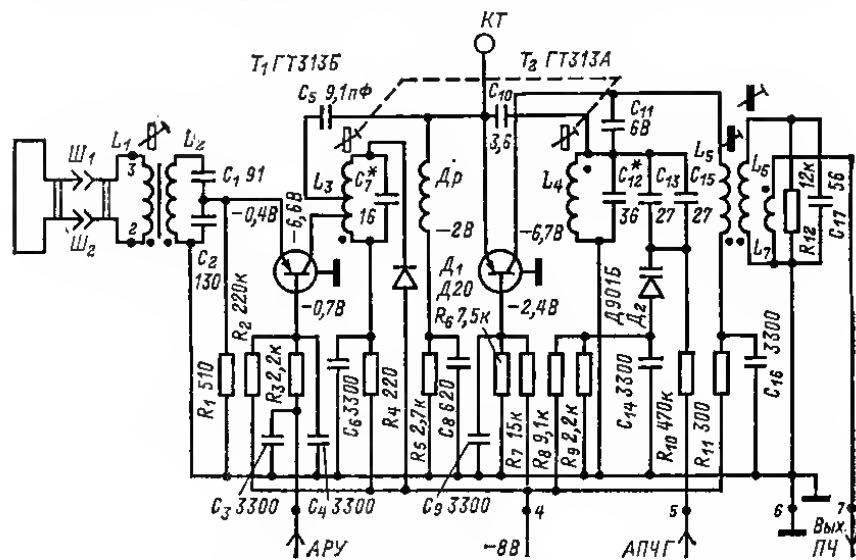 КТ
Т₁ ГТ313Б
Т₂ ГТ313А
C₅ 9,1пФ
C₁₀
3,6
C₁₁
6В
L₁
L₂
Ш₁
Ш₂
3
2
C₁ 91
C₂
130
-0,4В
-6,6В
-0,7В
L₃
C₇*
16
Др
-2В
-6,7В
-2,4В
Д₁
Д20
L₄
C₁₂*
36
C₁₃
27
C₁₅
27
Д901Б
Д₂
L₅
L₆
L₇
12к
R₁₂
56
C₁₇
R₁ 510
R₂ 220к
R₃ 2,2к
C₃ 3300
C₄ 3300
C₆ 3300
R₄ 220
R₅ 2,7к
C₈ 620
R₆ 7,5к
C₉ 3300
R₇ 15к
R₈ 9,1к
R₉ 2,2к
C₁₄ 3300
R₁₀ 470к
R₁₁ 300
3300
C₁₆
АРУ
4
-8В
5
АПЧГ
6
7
Вых.
ПЧ